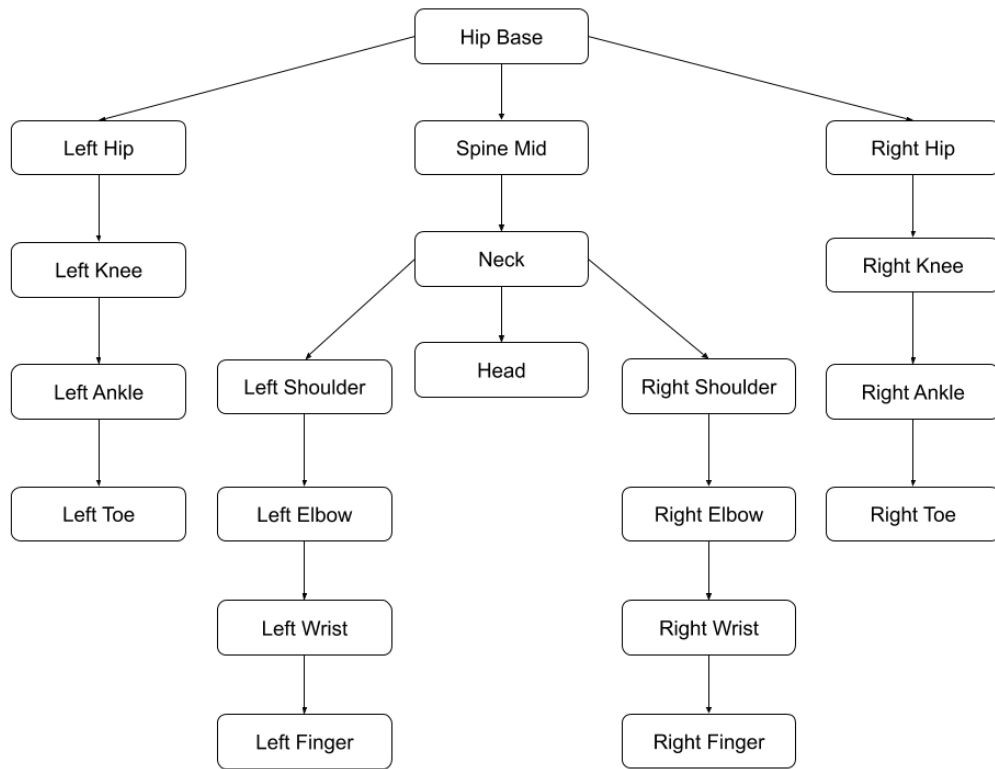 Hip Base
Left Hip
Spine Mid
Right Hip
Left Knee
Neck
Right Knee
Left Shoulder
Head
Right Shoulder
Left Ankle
Right Ankle
Left Toe
Left Elbow
Right Elbow
Right Toe
Left Wrist
Right Wrist
Left Finger
Right Finger